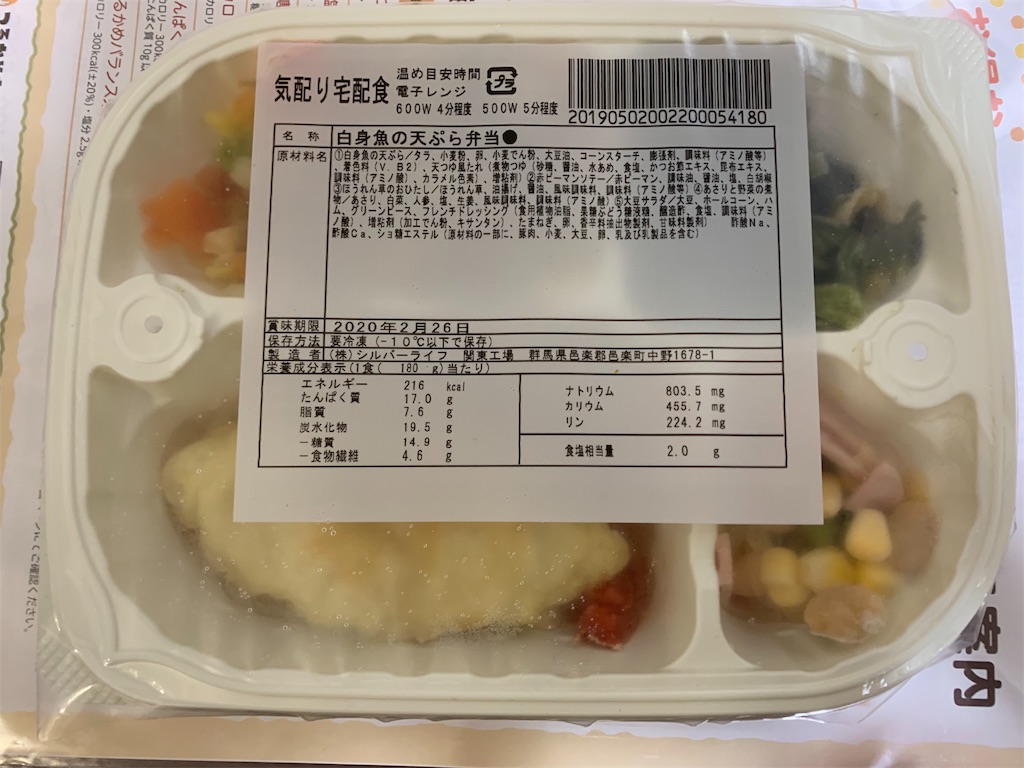 気配り宅配食
温め目安時間
電子レンジ
プラ
600W 4分程度 500W 5分程度
20190502002200054180
名 称 白身魚の天ぷら弁当●
原材料名 ①白身魚の天ぷら/タラ、小麦粉、卵、小麦でん粉、大豆油、コーンスターチ、膨張剤、調味料(アミノ酸等)
、着色料(V.B2)、天つゆ風たれ(煮物つゆ(砂糖、醤油、水あめ、食塩、かつお節エキス、昆布エキス、
調味料(アミノ酸)、カラメル色素)、増粘剤)②赤ピーマンソテー/赤ピーマン、調味油、醤油、塩、白胡椒
③ほうれん草のおひたし/ほうれん草、油揚げ、醤油、風味調味料、調味料(アミノ酸等)④あさりと野菜の煮
物/あさり、白菜、人参、塩、生姜、風味調味料、調味料(アミノ酸等)⑤大豆サラダ/大豆、ホールコーン、ハ
ム、グリーンピース、フレンチドレッシング(食用植物油脂、果糖ぶどう糖液糖、醸造酢、食塩、調味料(アミ
ノ酸)、増粘剤(加工でん粉、キサンタン)、たまねぎ、卵、香辛料抽出物製剤、甘味料製剤) 酢酸Na、
酢酸Ca、ショ糖エステル(原材料の一部に、豚肉、小麦、大豆、卵、乳及び乳製品を含む)
賞味期限 2020年2月26日
保存方法 要冷凍(-10℃以下で保存)
製 造 者 (株)シルバーライフ 関東工場 群馬県邑楽郡邑楽町中野1678-1
栄養成分表示(1食( 180 g)当たり)
エネルギー 216 kcal
たんぱく質 17.0 g
脂質 7.6 g
炭水化物 19.5 g
-糖質 14.9 g
-食物繊維 4.6 g
ナトリウム 803.5 mg
カリウム 455.7 mg
リン 224.2 mg
食塩相当量 2.0 g
案内